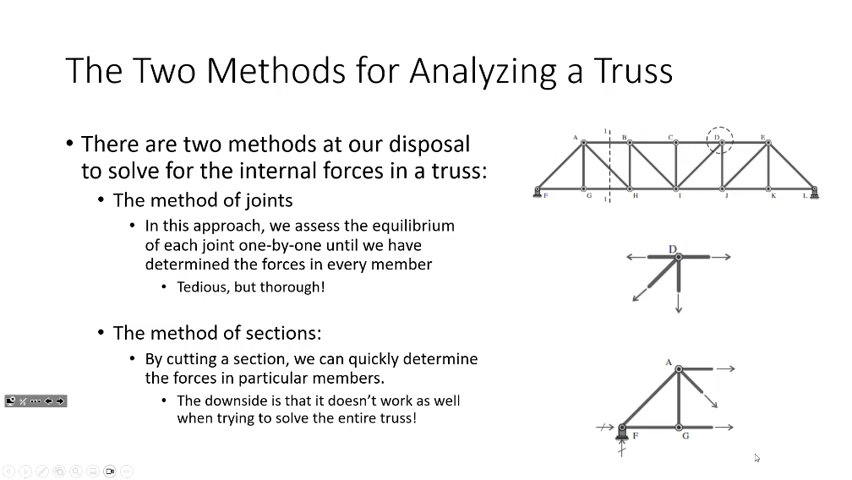 The Two Methods for Analyzing a Truss
• There are two methods at our disposal
to solve for the internal forces in a truss:
• The method of joints
• In this approach, we assess the equilibrium
of each joint one-by-one until we have
determined the forces in every member
• Tedious, but thorough!
• The method of sections:
• By cutting a section, we can quickly determine
the forces in particular members.
• The downside is that it doesn't work as well
when trying to solve the entire truss!
1
A B C D E
F G H I J K L
1
D
A
F G